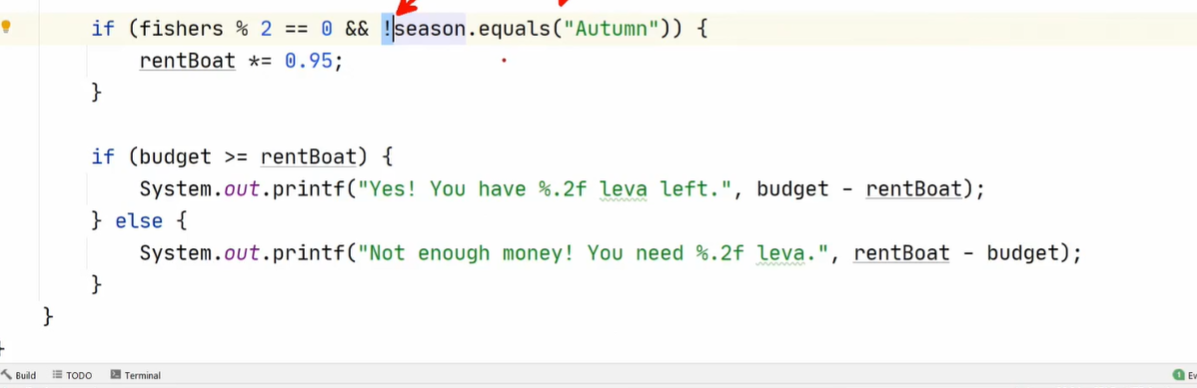 if (fishers % 2 == 0 && !season.equals("Autumn")) {
rentBoat *= 0.95;
}
if (budget >= rentBoat) {
System.out.printf("Yes! You have %.2f leva left.", budget - rentBoat);
} else {
System.out.printf("Not enough money! You need %.2f leva.", rentBoat - budget);
}
}
Build TODO Terminal 1 Ev